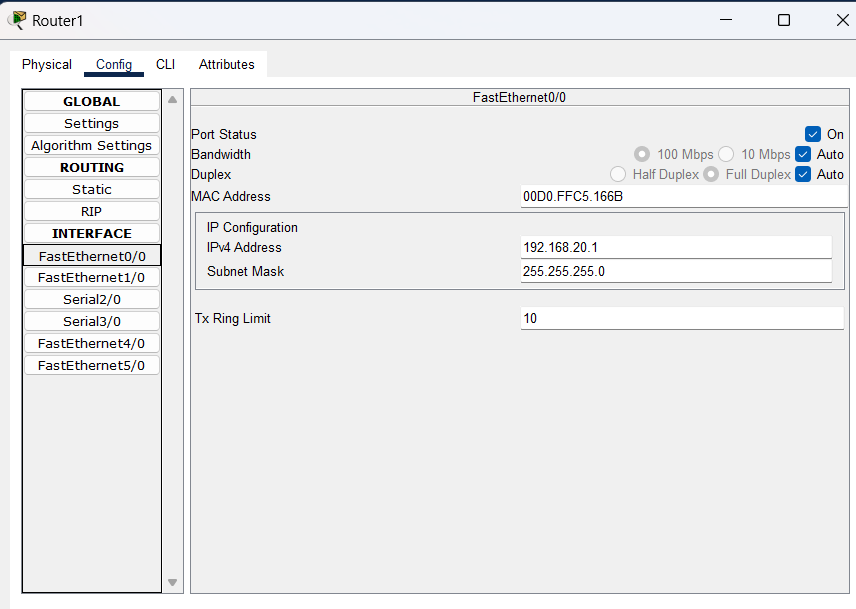 Router1
Physical Config CLI Attributes
GLOBAL
Settings
Algorithm Settings
ROUTING
Static
RIP
INTERFACE
FastEthernet0/0
FastEthernet1/0
Serial2/0
Serial3/0
FastEthernet4/0
FastEthernet5/0
FastEthernet0/0
Port Status On
Bandwidth 100 Mbps 10 Mbps Auto
Duplex Half Duplex Full Duplex Auto
MAC Address 00D0.FFC5.166B
IP Configuration
IPv4 Address 192.168.20.1
Subnet Mask 255.255.255.0
Tx Ring Limit 10